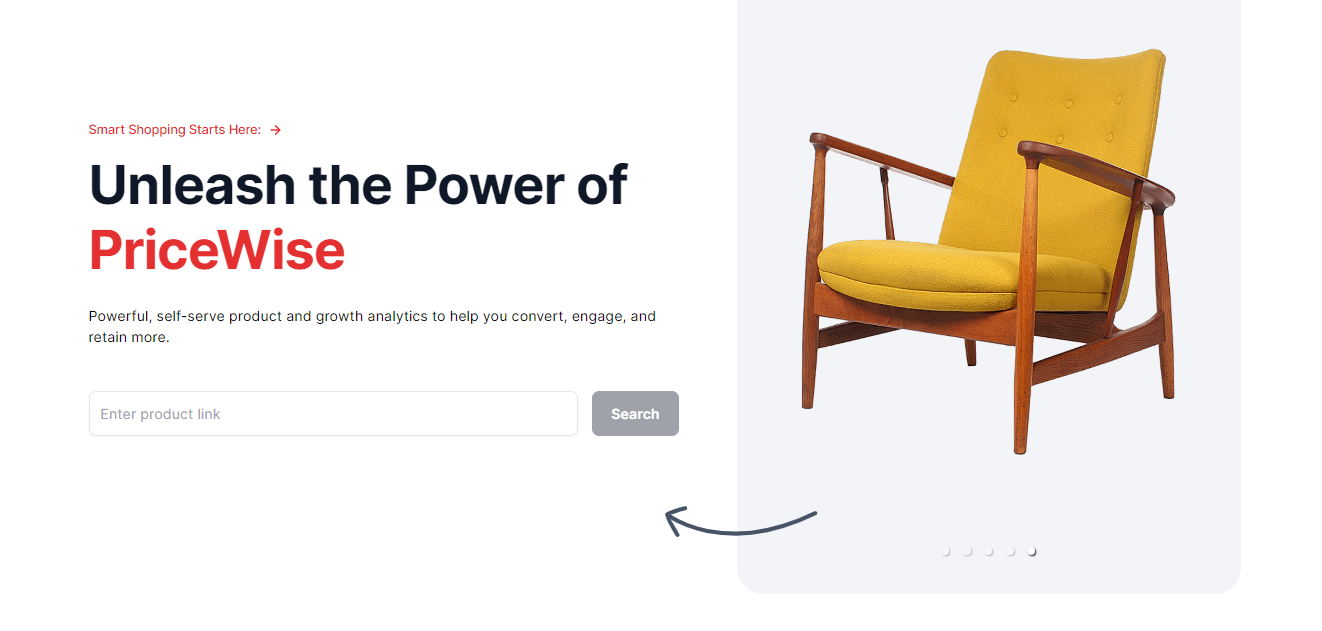 Smart Shopping Starts Here:
Unleash the Power of
PriceWise
Powerful, self-serve product and growth analytics to help you convert, engage, and
retain more.
Enter product link
Search